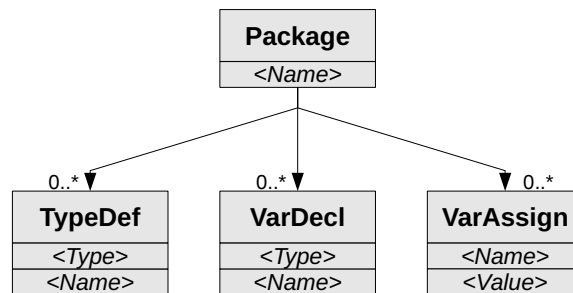 Package
<Name>
0..* 0..* 0..*
TypeDef VarDecl VarAssign
<Type> <Type> <Name>
<Name> <Name> <Value>